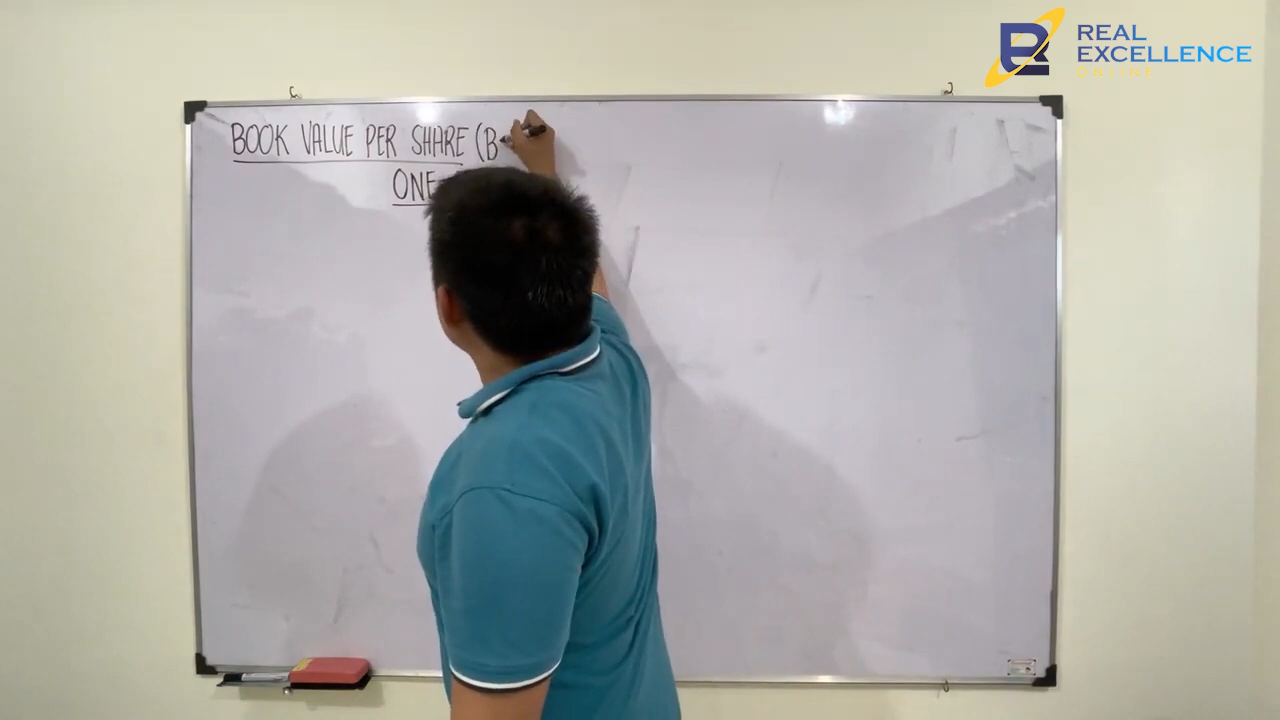 BOOK VALUE PER SHARE (B
ONE
REAL
EXCELLENCE
ONLINE